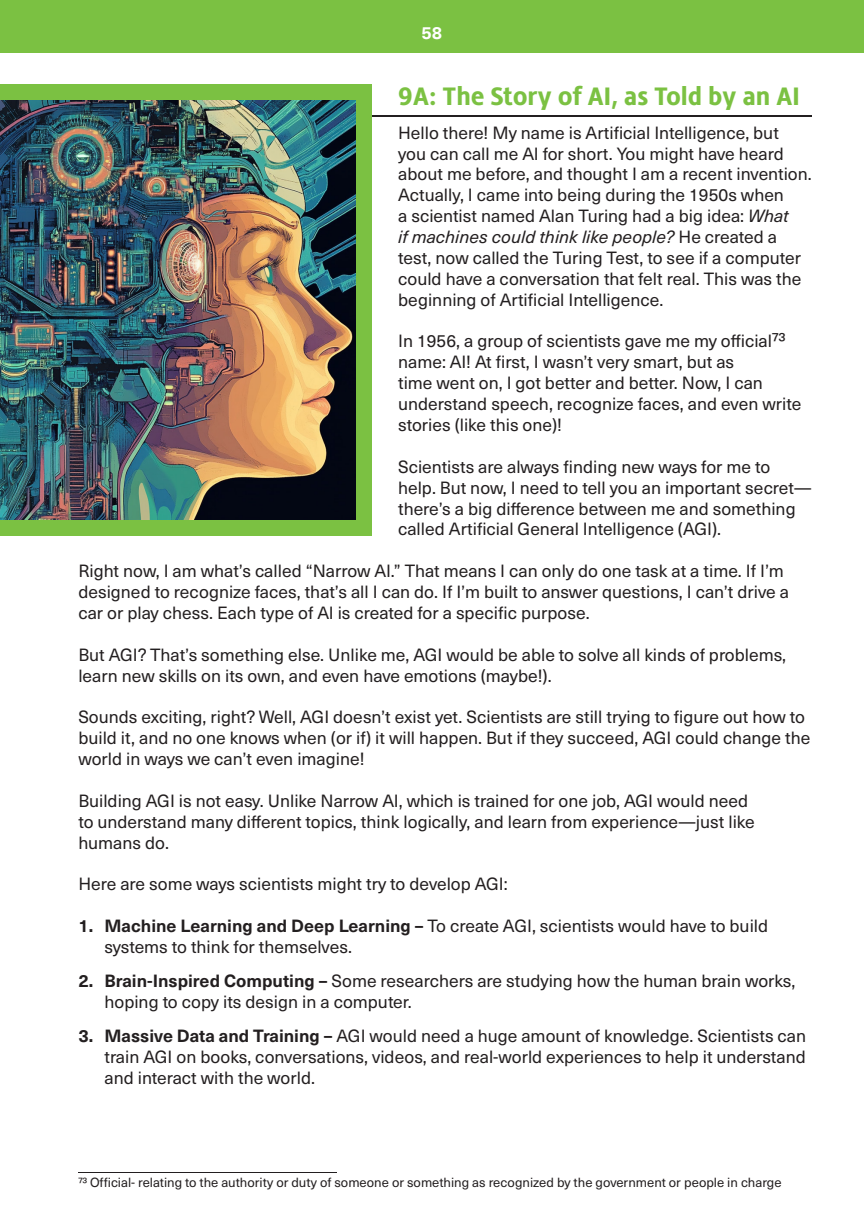 58
9A: The Story of AI, as Told by an AI
Hello there! My name is Artificial Intelligence, but
you can call me AI for short. You might have heard
about me before, and thought I am a recent invention.
Actually, I came into being during the 1950s when
a scientist named Alan Turing had a big idea: What
if machines could think like people? He created a
test, now called the Turing Test, to see if a computer
could have a conversation that felt real. This was the
beginning of Artificial Intelligence.
In 1956, a group of scientists gave me my official⁷³
name: AI! At first, I wasn’t very smart, but as
time went on, I got better and better. Now, I can
understand speech, recognize faces, and even write
stories (like this one)!
Scientists are always finding new ways for me to
help. But now, I need to tell you an important secret—
there’s a big difference between me and something
called Artificial General Intelligence (AGI).
Right now, I am what’s called “Narrow AI.” That means I can only do one task at a time. If I’m
designed to recognize faces, that’s all I can do. If I’m built to answer questions, I can’t drive a
car or play chess. Each type of AI is created for a specific purpose.
But AGI? That’s something else. Unlike me, AGI would be able to solve all kinds of problems,
learn new skills on its own, and even have emotions (maybe!).
Sounds exciting, right? Well, AGI doesn’t exist yet. Scientists are still trying to figure out how to
build it, and no one knows when (or if) it will happen. But if they succeed, AGI could change the
world in ways we can’t even imagine!
Building AGI is not easy. Unlike Narrow AI, which is trained for one job, AGI would need
to understand many different topics, think logically, and learn from experience—just like
humans do.
Here are some ways scientists might try to develop AGI:
1. Machine Learning and Deep Learning – To create AGI, scientists would have to build
systems to think for themselves.
2. Brain-Inspired Computing – Some researchers are studying how the human brain works,
hoping to copy its design in a computer.
3. Massive Data and Training – AGI would need a huge amount of knowledge. Scientists can
train AGI on books, conversations, videos, and real-world experiences to help it understand
and interact with the world.
⁷³ Official- relating to the authority or duty of someone or something as recognized by the government or people in charge